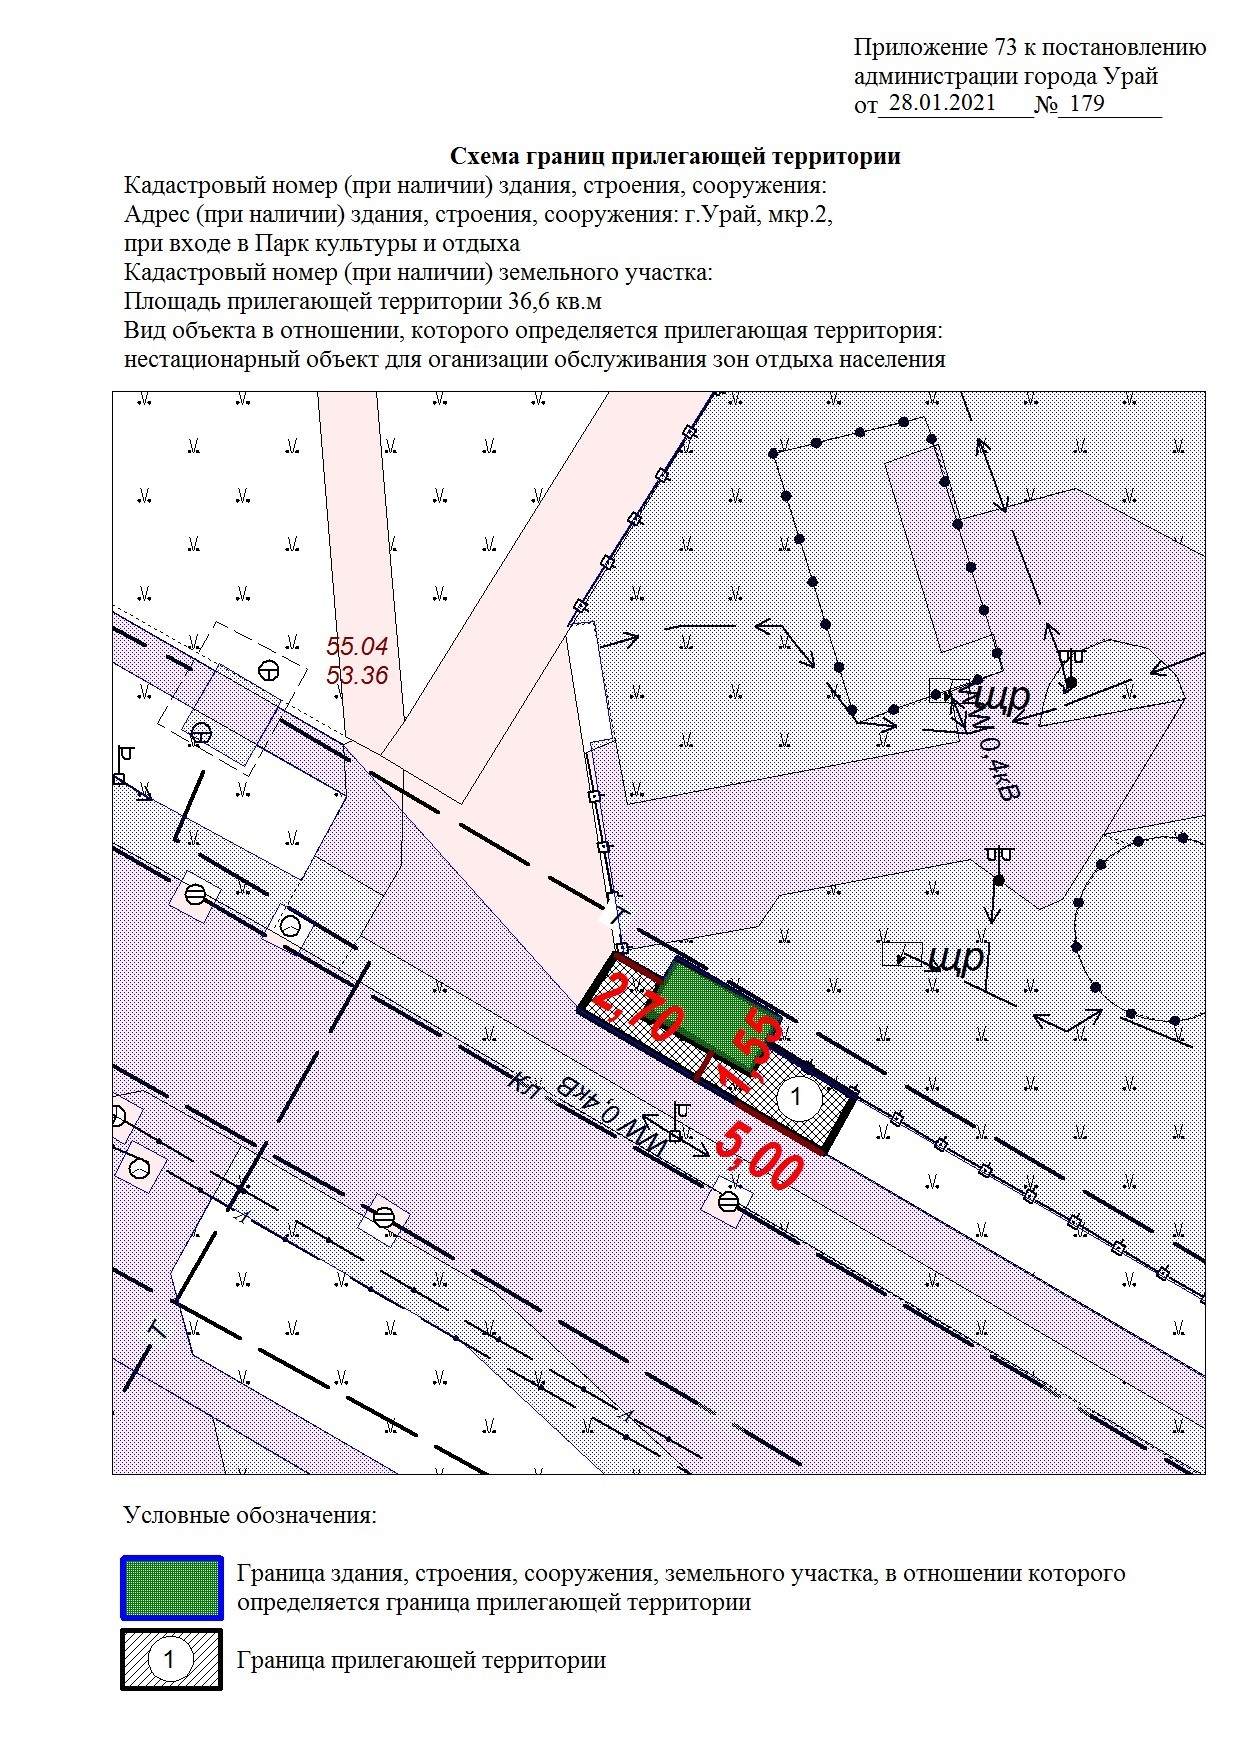 Приложение 73 к постановлению
администрации города Урай
от 28.01.2021 № 179
Схема границ прилегающей территории
Кадастровый номер (при наличии) здания, строения, сооружения:
Адрес (при наличии) здания, строения, сооружения: г.Урай, мкр.2,
при входе в Парк культуры и отдыха
Кадастровый номер (при наличии) земельного участка:
Площадь прилегающей территории 36,6 кв.м
Вид объекта в отношении, которого определяется прилегающая территория:
нестационарный объект для оганизации обслуживания зон отдыха населения
55.04
53.36
щр
0,4кВ
Т
щр
2,70
1,55
1
0,4кВ
5,00
Т
Условные обозначения:
Граница здания, строения, сооружения, земельного участка, в отношении которого
определяется граница прилегающей территории
1
Граница прилегающей территории